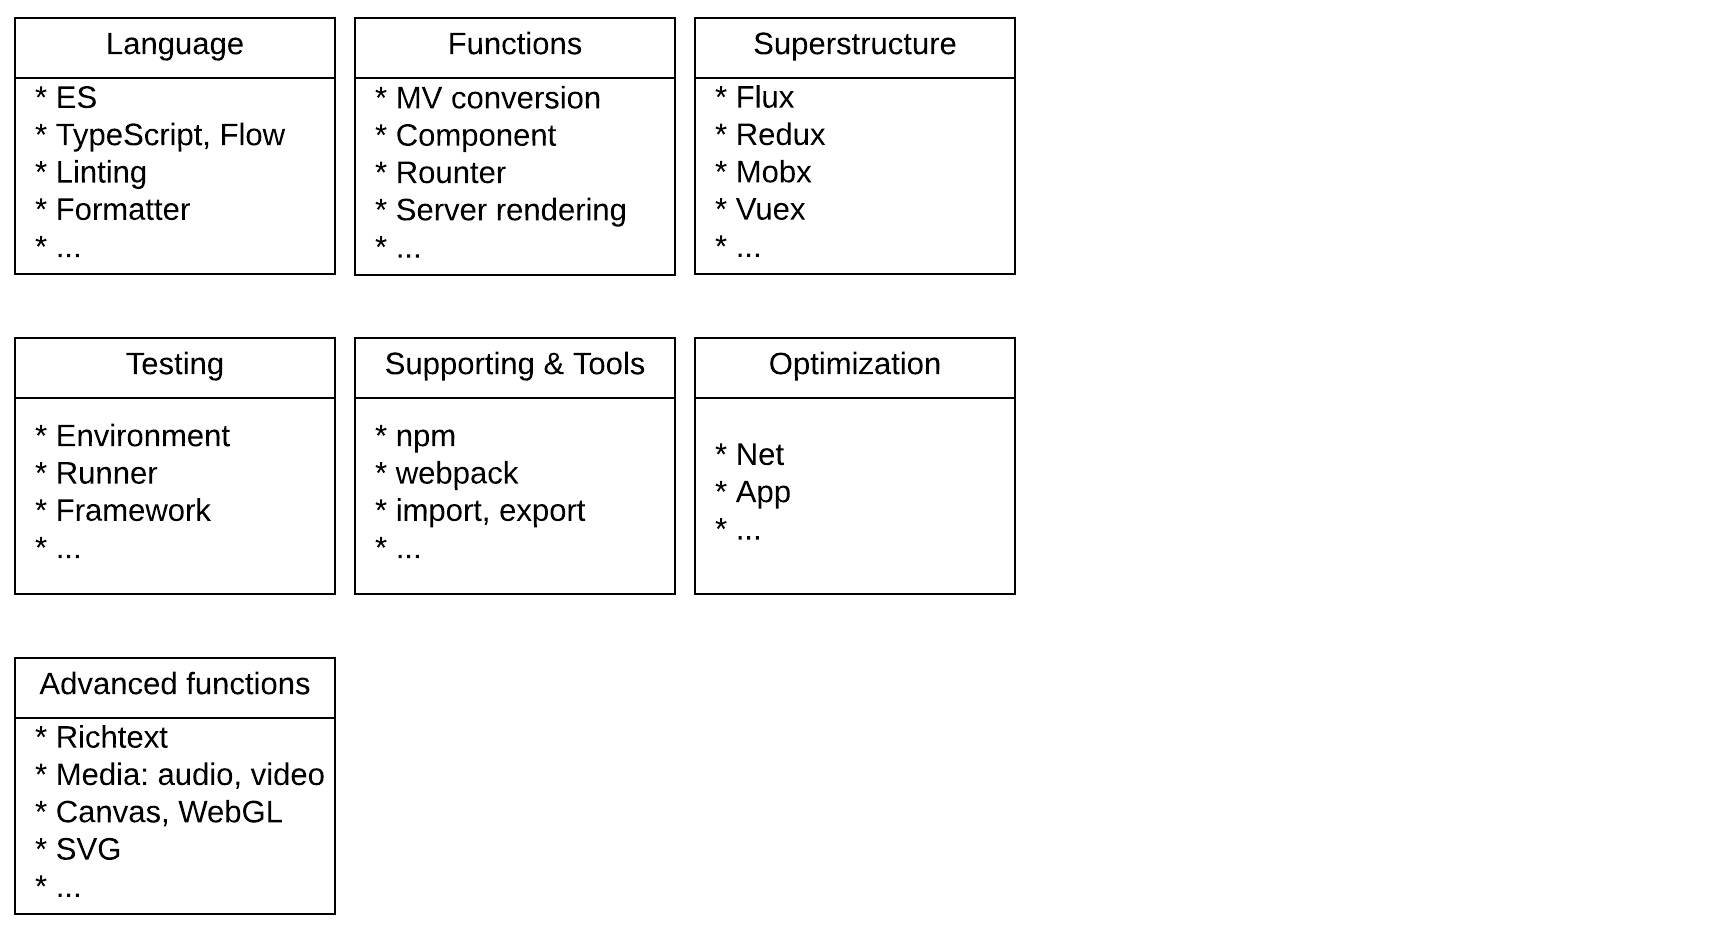 Language
* ES
* TypeScript, Flow
* Linting
* Formatter
* ...
Functions
* MV conversion
* Component
* Rounter
* Server rendering
* ...
Superstructure
* Flux
* Redux
* Mobx
* Vuex
* ...
Testing
* Environment
* Runner
* Framework
* ...
Supporting & Tools
* npm
* webpack
* import, export
* ...
Optimization
* Net
* App
* ...
Advanced functions
* Richtext
* Media: audio, video
* Canvas, WebGL
* SVG
* ...